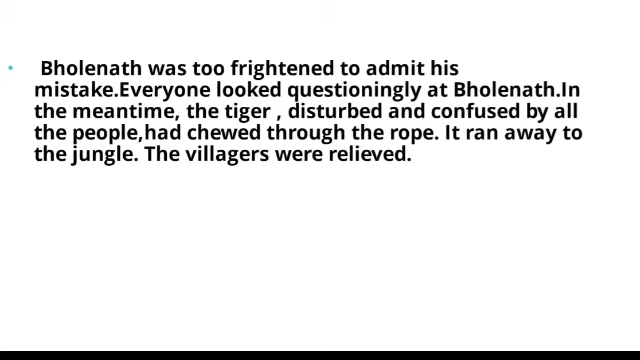 • Bholenath was too frightened to admit his
mistake.Everyone looked questioningly at Bholenath.In
the meantime, the tiger , disturbed and confused by all
the people,had chewed through the rope. It ran away to
the jungle. The villagers were relieved.